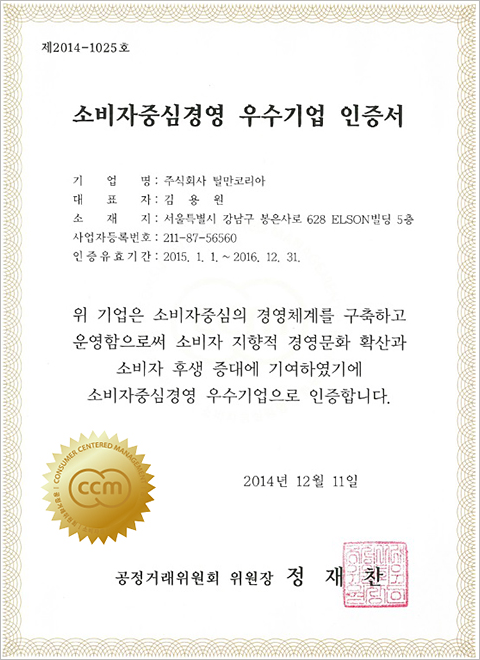 제2014-1025호
소비자중심경영 우수기업 인증서
기 업 명 : 주식회사 틸만코리아
대 표 자 : 김 용 원
소 재 지 : 서울특별시 강남구 봉은사로 628 ELSON빌딩 5층
사업자등록번호 : 211-87-56560
인증유효기간 : 2015. 1. 1. ~ 2016. 12. 31.
위 기업은 소비자중심의 경영체계를 구축하고
운영함으로써 소비자 지향적 경영문화 확산과
소비자 후생 증대에 기여하였기에
소비자중심경영 우수기업으로 인증합니다.
CONSUMER CENTERED MANAGEMENT
ccm
2014년 12월 11일
공정거래위원회 위원장 정 재 찬